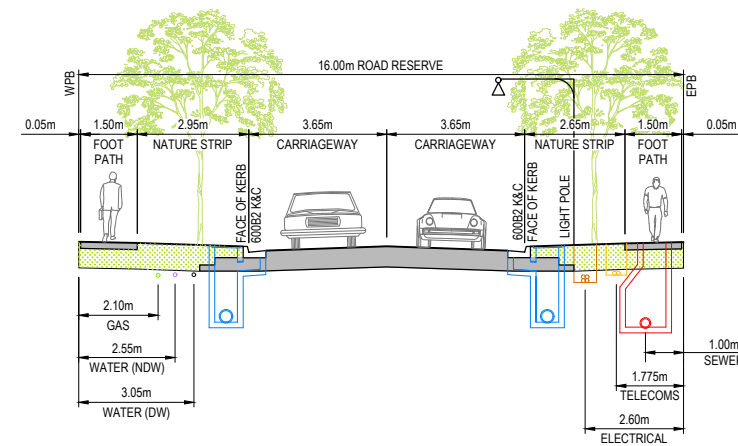 16.00m ROAD RESERVE
WPB
EPB
0.05m
1.50m
2.95m
3.65m
3.65m
2.65m
1.50m
0.05m
FOOT
PATH
NATURE STRIP
CARRIAGEWAY
CARRIAGEWAY
NATURE STRIP
FOOT
PATH
FACE OF KERB
600B2 K&C
600B2 K&C
FACE OF KERB
LIGHT POLE
2.10m
GAS
2.55m
WATER (NDW)
3.05m
WATER (DW)
1.00m
SEWER
1.775m
TELECOMS
2.60m
ELECTRICAL